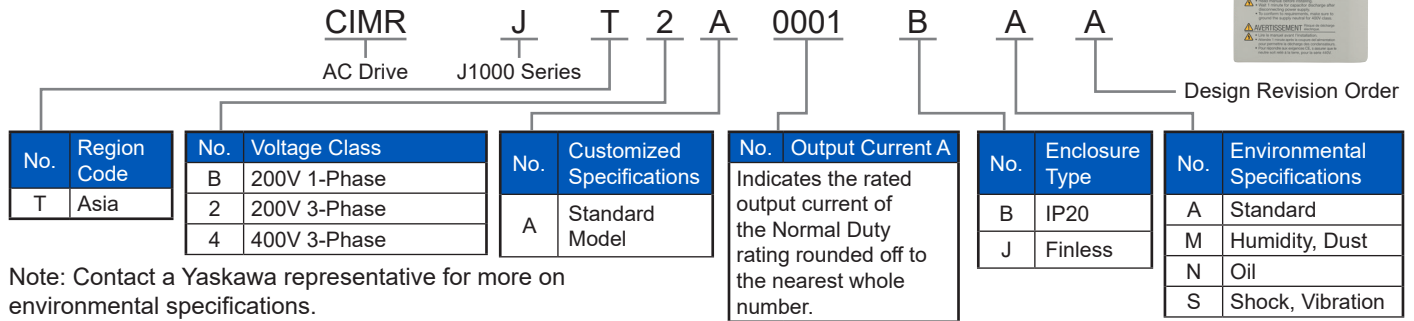 CIMR J T 2 A 0001 B A A
AC Drive
J1000 Series
AVERTISSEMENT
Design Revision Order
No. Region Code
T Asia
No. Voltage Class
B 200V 1-Phase
2 200V 3-Phase
4 400V 3-Phase
No. Customized Specifications
A Standard Model
No. Output Current A
Indicates the rated
output current of
the Normal Duty
rating rounded off to
the nearest whole
number.
No. Enclosure Type
B IP20
J Finless
No. Environmental Specifications
A Standard
M Humidity, Dust
N Oil
S Shock, Vibration
Note: Contact a Yaskawa representative for more on
environmental specifications.